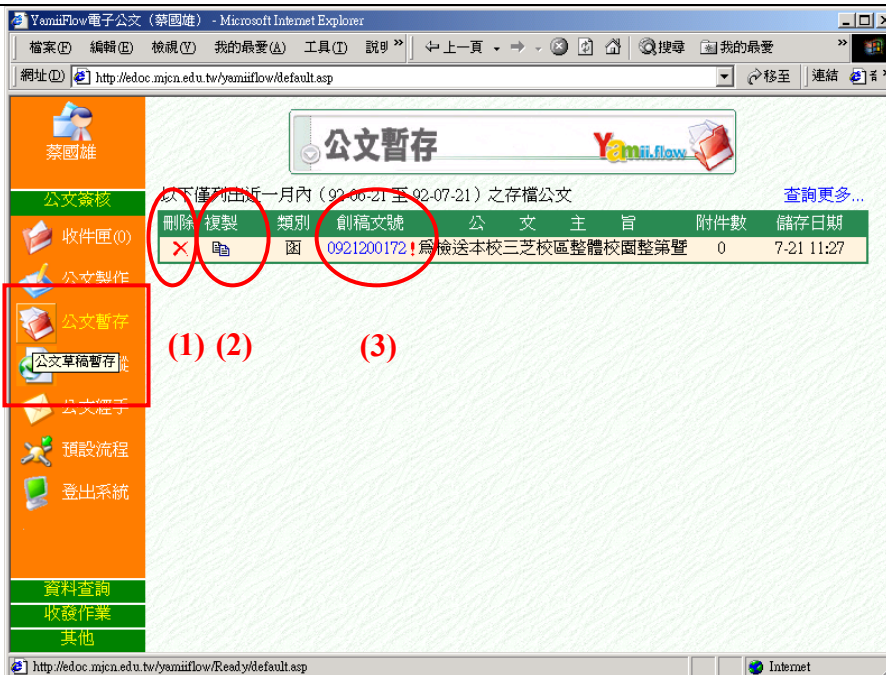 YamiiFlow電子公文（蔡國雄） - Microsoft Internet Explorer
檔案(F) 編輯(E) 檢視(V) 我的最愛(A) 工具(T) 說明 » 上一頁 搜尋 我的最愛 »
網址(D) http://edoc.mjcn.edu.tw/yamiiflow/default.asp 移至 連結 »
蔡國雄
公文暫存 Yamii.flow
以下僅列出近一月內（92-06-21 至 92-07-21）之存檔公文 查詢更多...
刪除 複製 類別 創稿文號 公文主旨 附件數 儲存日期
函 0921200172 ! 為檢送本校三芝校區整體校園整第暨 0 7-21 11:27
公文簽核
收件匣(0)
公文製作
公文暫存
公文草稿暫存
公文經手
預設流程
登出系統
資料查詢
收發作業
其他
(1) (2) (3)
http://edoc.mjcn.edu.tw/yamiiflow/Ready/default.asp Internet